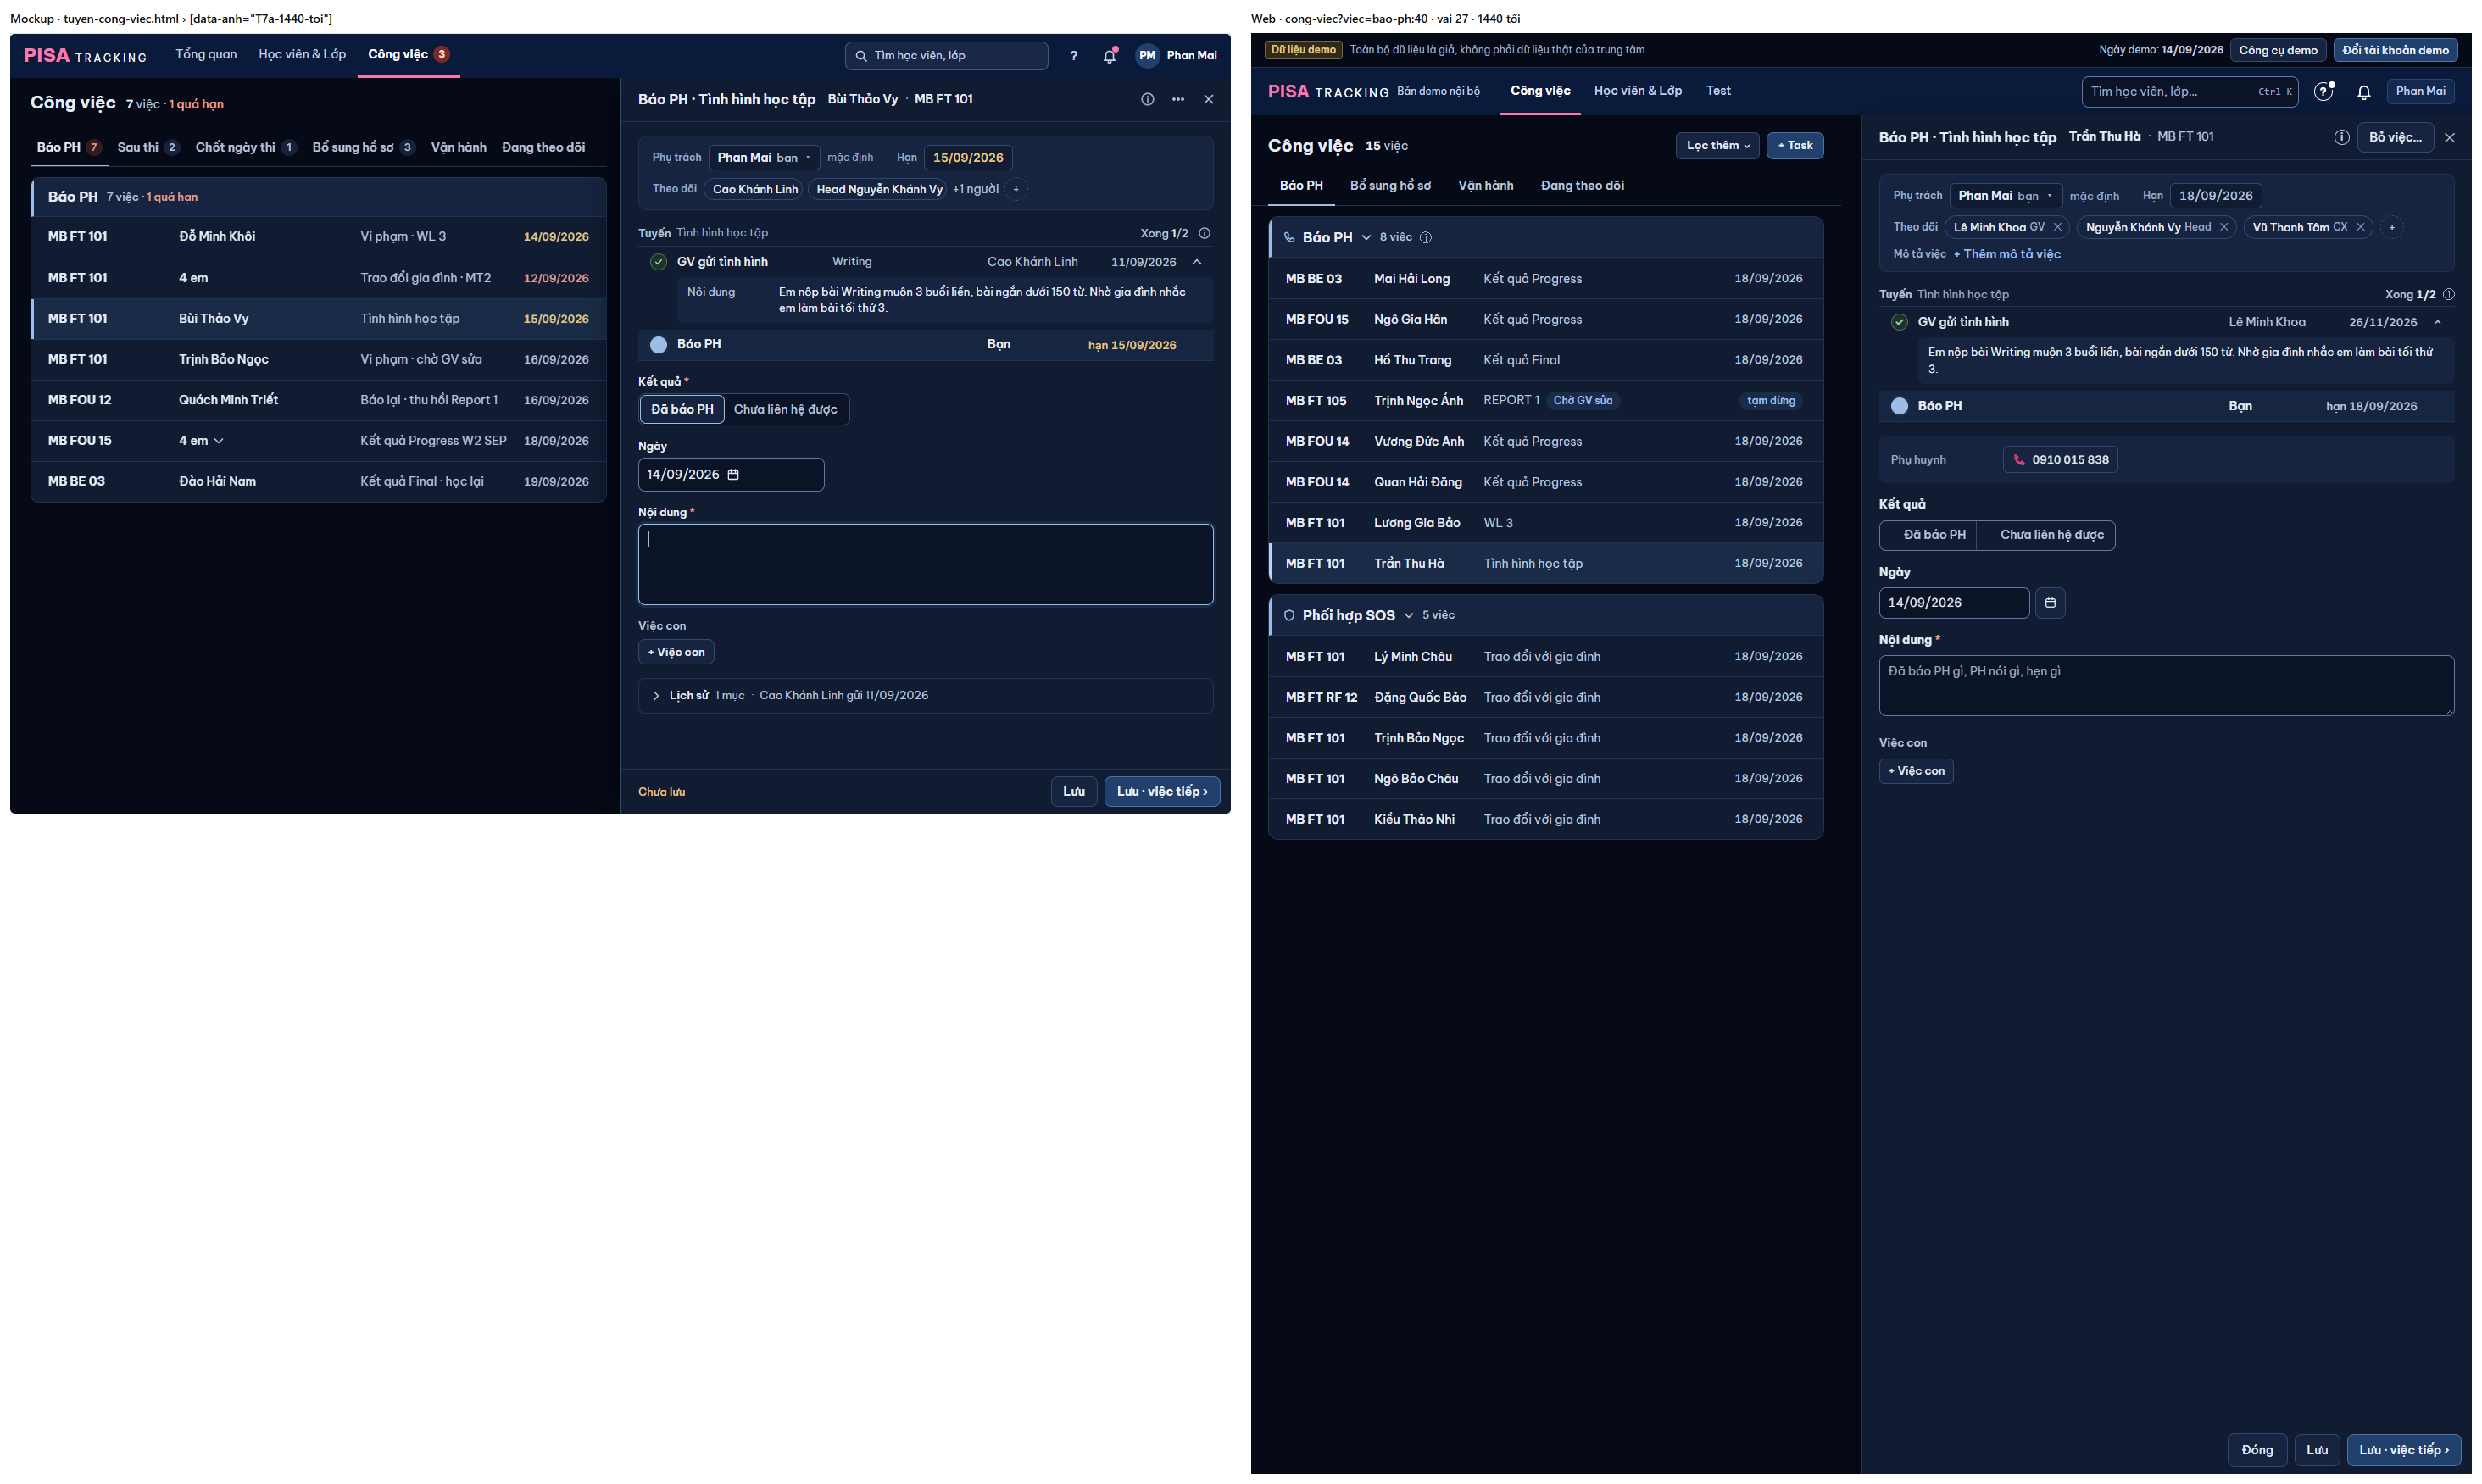 Mockup · tuyen-cong-viec.html › [data-anh="T7a-1440-toi"]
PISA TRACKING Tổng quan Học viên & Lớp Công việc 3 Tìm học viên, lớp ? PM Phan Mai
Công việc 7 việc · 1 quá hạn
Báo PH 7 Sau thi 2 Chốt ngày thi 1 Bổ sung hồ sơ 3 Vận hành Đang theo dõi
Báo PH 7 việc · 1 quá hạn
MB FT 101 Đỗ Minh Khôi Vi phạm · WL 3 14/09/2026
MB FT 101 4 em Trao đổi gia đình · MT2 12/09/2026
MB FT 101 Bùi Thảo Vy Tình hình học tập 15/09/2026
MB FT 101 Trịnh Bảo Ngọc Vi phạm · chờ GV sửa 16/09/2026
MB FOU 12 Quách Minh Triết Báo lại · thu hồi Report 1 16/09/2026
MB FOU 15 4 em Kết quả Progress W2 SEP 18/09/2026
MB BE 03 Đào Hải Nam Kết quả Final · học lại 19/09/2026
Báo PH · Tình hình học tập Bùi Thảo Vy · MB FT 101
Phụ trách Phan Mai bạn mặc định Hạn 15/09/2026
Theo dõi Cao Khánh Linh Head Nguyễn Khánh Vy +1 người +
Tuyến Tình hình học tập Xong 1/2
GV gửi tình hình Writing Cao Khánh Linh 11/09/2026
Nội dung Em nộp bài Writing muộn 3 buổi liền, bài ngắn dưới 150 từ. Nhờ gia đình nhắc
em làm bài tối thứ 3.
Báo PH Bạn hạn 15/09/2026
Kết quả *
Đã báo PH Chưa liên hệ được
Ngày
14/09/2026
Nội dung *
Việc con
+ Việc con
Lịch sử 1 mục · Cao Khánh Linh gửi 11/09/2026
Chưa lưu Lưu Lưu · việc tiếp ›
Web · cong-viec?viec=bao-ph:40 · vai 27 · 1440 tối
Dữ liệu demo Toàn bộ dữ liệu là giả, không phải dữ liệu thật của trung tâm. Ngày demo: 14/09/2026 Công cụ demo Đổi tài khoản demo
PISA TRACKING Bản demo nội bộ Công việc Học viên & Lớp Test Tìm học viên, lớp... Ctrl K ? Phan Mai
Công việc 15 việc Lọc thêm + Task
Báo PH Bổ sung hồ sơ Vận hành Đang theo dõi
Báo PH 8 việc
MB BE 03 Mai Hải Long Kết quả Progress 18/09/2026
MB FOU 15 Ngô Gia Hân Kết quả Progress 18/09/2026
MB BE 03 Hồ Thu Trang Kết quả Final 18/09/2026
MB FT 105 Trịnh Ngọc Ánh REPORT 1 Chờ GV sửa tạm dừng
MB FOU 14 Vương Đức Anh Kết quả Progress 18/09/2026
MB FOU 14 Quan Hải Đăng Kết quả Progress 18/09/2026
MB FT 101 Lương Gia Bảo WL 3 18/09/2026
MB FT 101 Trần Thu Hà Tình hình học tập 18/09/2026
Phối hợp SOS 5 việc
MB FT 101 Lý Minh Châu Trao đổi với gia đình 18/09/2026
MB FT RF 12 Đặng Quốc Bảo Trao đổi với gia đình 18/09/2026
MB FT 101 Trịnh Bảo Ngọc Trao đổi với gia đình 18/09/2026
MB FT 101 Ngô Bảo Châu Trao đổi với gia đình 18/09/2026
MB FT 101 Kiều Thảo Nhi Trao đổi với gia đình 18/09/2026
Báo PH · Tình hình học tập Trần Thu Hà · MB FT 101 Bỏ việc...
Phụ trách Phan Mai bạn mặc định Hạn 18/09/2026
Theo dõi Lê Minh Khoa GV Nguyễn Khánh Vy Head Vũ Thanh Tâm CX +
Mô tả việc + Thêm mô tả việc
Tuyến Tình hình học tập Xong 1/2
GV gửi tình hình Lê Minh Khoa 26/11/2026
Em nộp bài Writing muộn 3 buổi liền, bài ngắn dưới 150 từ. Nhờ gia đình nhắc em làm bài tối thứ
3.
Báo PH Bạn hạn 18/09/2026
Phụ huynh 0910 015 838
Kết quả
Đã báo PH Chưa liên hệ được
Ngày
14/09/2026
Nội dung *
Đã báo PH gì, PH nói gì, hẹn gì
Việc con
+ Việc con
Đóng Lưu Lưu · việc tiếp ›